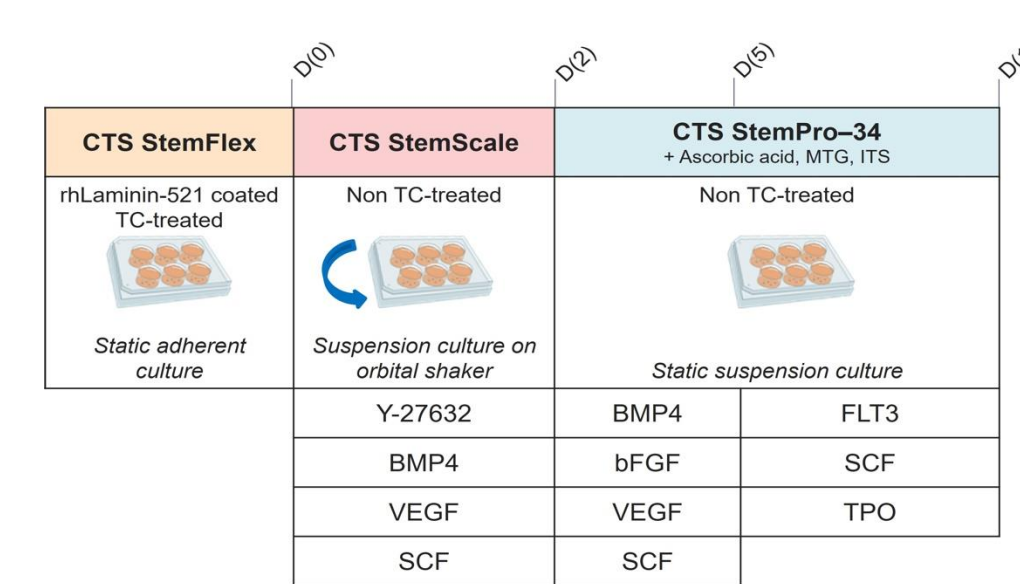 D(0)
D(2)
D(5)
CTS StemFlex
CTS StemScale
CTS StemPro–34
+ Ascorbic acid, MTG, ITS
rhLaminin-521 coated
TC-treated
Non TC-treated
Non TC-treated
Static adherent
culture
Suspension culture on
orbital shaker
Static suspension culture
Y-27632
BMP4
FLT3
BMP4
bFGF
SCF
VEGF
VEGF
TPO
SCF
SCF